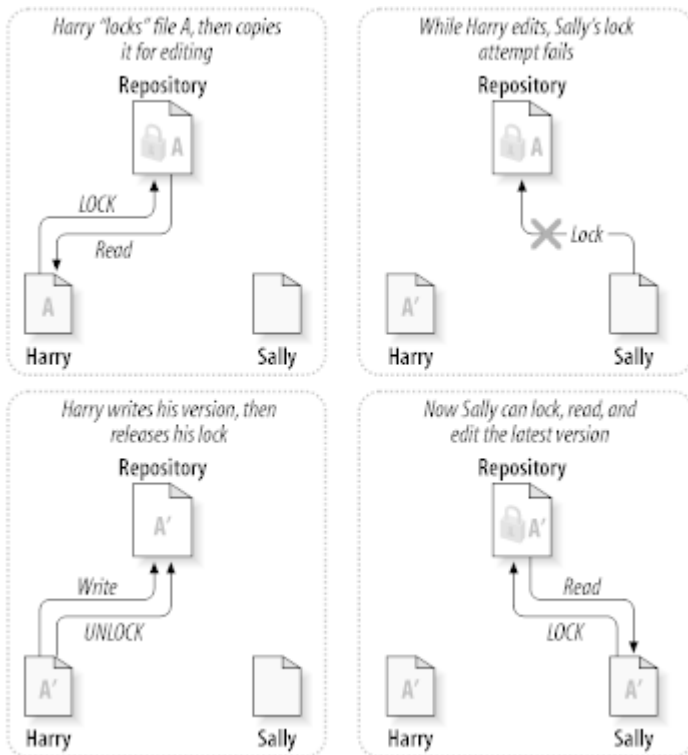 Harry “locks” file A, then copies
it for editing
Repository
A
LOCK
Read
A
Harry
Sally
While Harry edits, Sally’s lock
attempt fails
Repository
A
Lock
A’
Harry
Sally
Harry writes his version, then
releases his lock
Repository
A’
Write
UNLOCK
A’
Harry
Sally
Now Sally can lock, read, and
edit the latest version
Repository
A’
Read
LOCK
A’
A’
Harry
Sally